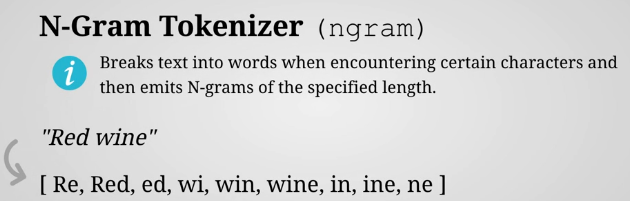 N-Gram Tokenizer (ngram)
i Breaks text into words when encountering certain characters and
then emits N-grams of the specified length.
"Red wine"
[ Re, Red, ed, wi, win, wine, in, ine, ne ]